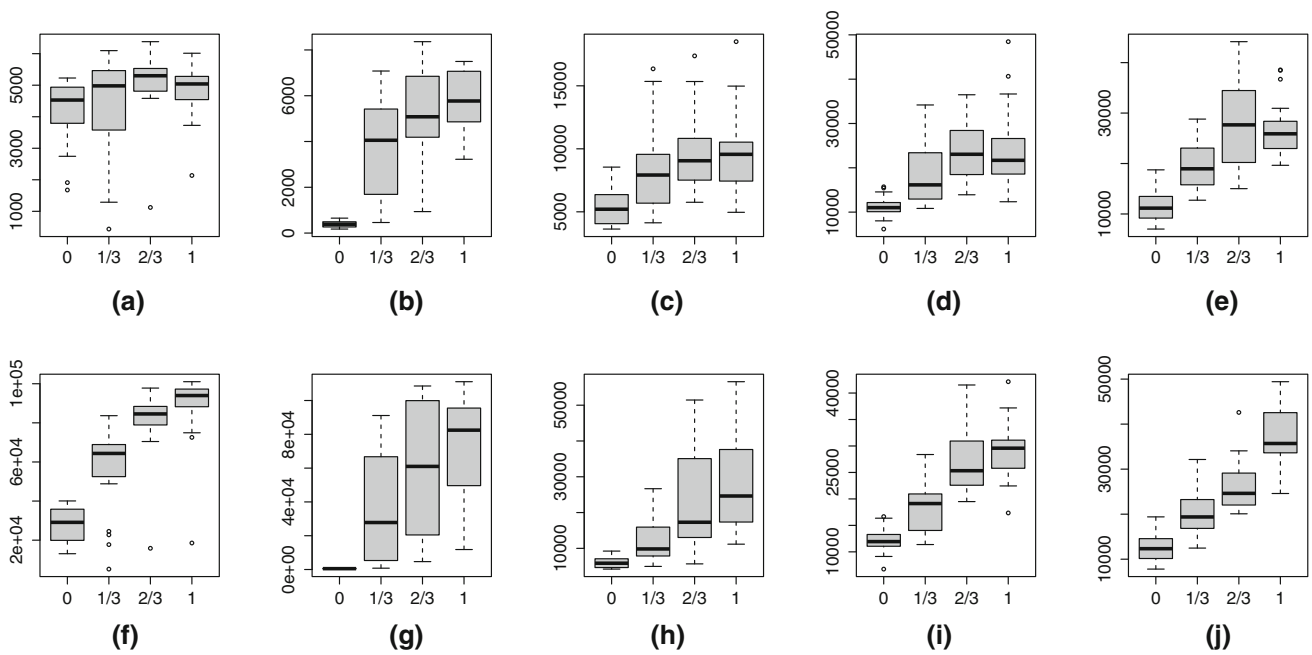 1000 3000 5000
0 1/3 2/3 1
(a)
0 2000 6000
0 1/3 2/3 1
(b)
5000 10000 15000
0 1/3 2/3 1
(c)
10000 30000 50000
0 1/3 2/3 1
(d)
10000 30000
0 1/3 2/3 1
(e)
2e+04 6e+04 1e+05
0 1/3 2/3 1
(f)
0e+00 4e+04 8e+04
0 1/3 2/3 1
(g)
10000 30000 50000
0 1/3 2/3 1
(h)
10000 25000 40000
0 1/3 2/3 1
(i)
10000 30000 50000
0 1/3 2/3 1
(j)